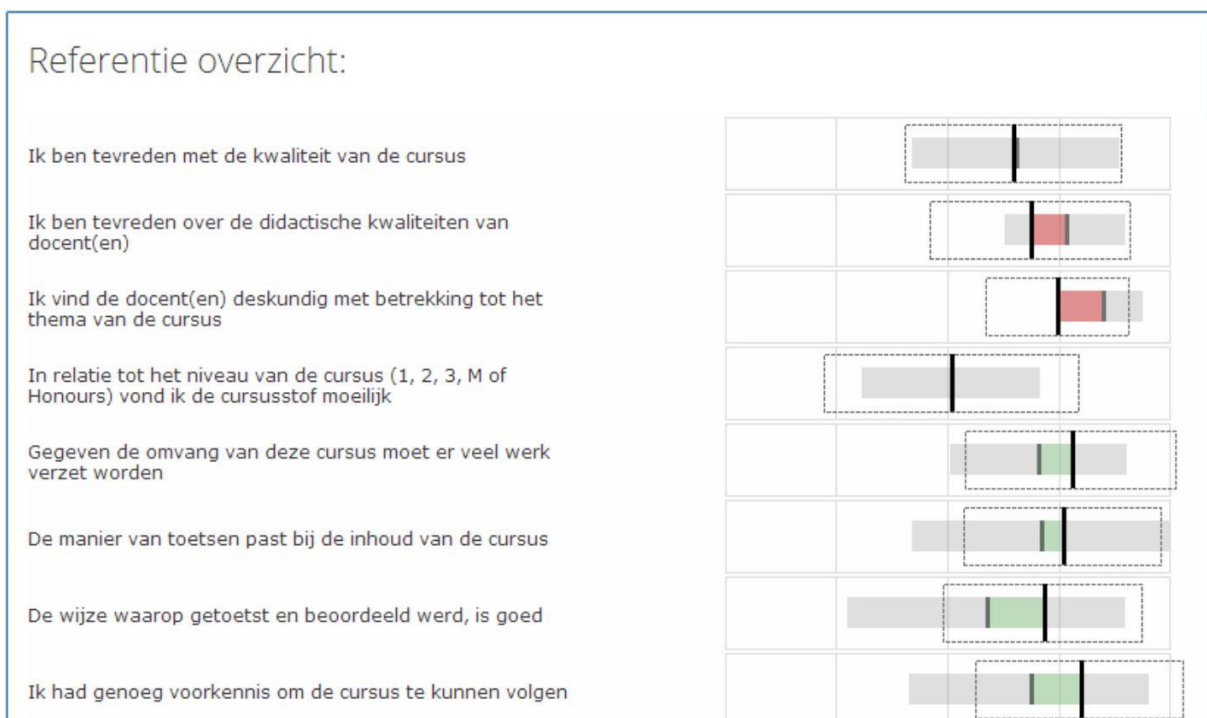 Referentie overzicht:
Ik ben tevreden met de kwaliteit van de cursus
Ik ben tevreden over de didactische kwaliteiten van
docent(en)
Ik vind de docent(en) deskundig met betrekking tot het
thema van de cursus
In relatie tot het niveau van de cursus (1, 2, 3, M of
Honours) vond ik de cursusstof moeilijk
Gegeven de omvang van deze cursus moet er veel werk
verzet worden
De manier van toetsen past bij de inhoud van de cursus
De wijze waarop getoetst en beoordeeld werd, is goed
Ik had genoeg voorkennis om de cursus te kunnen volgen